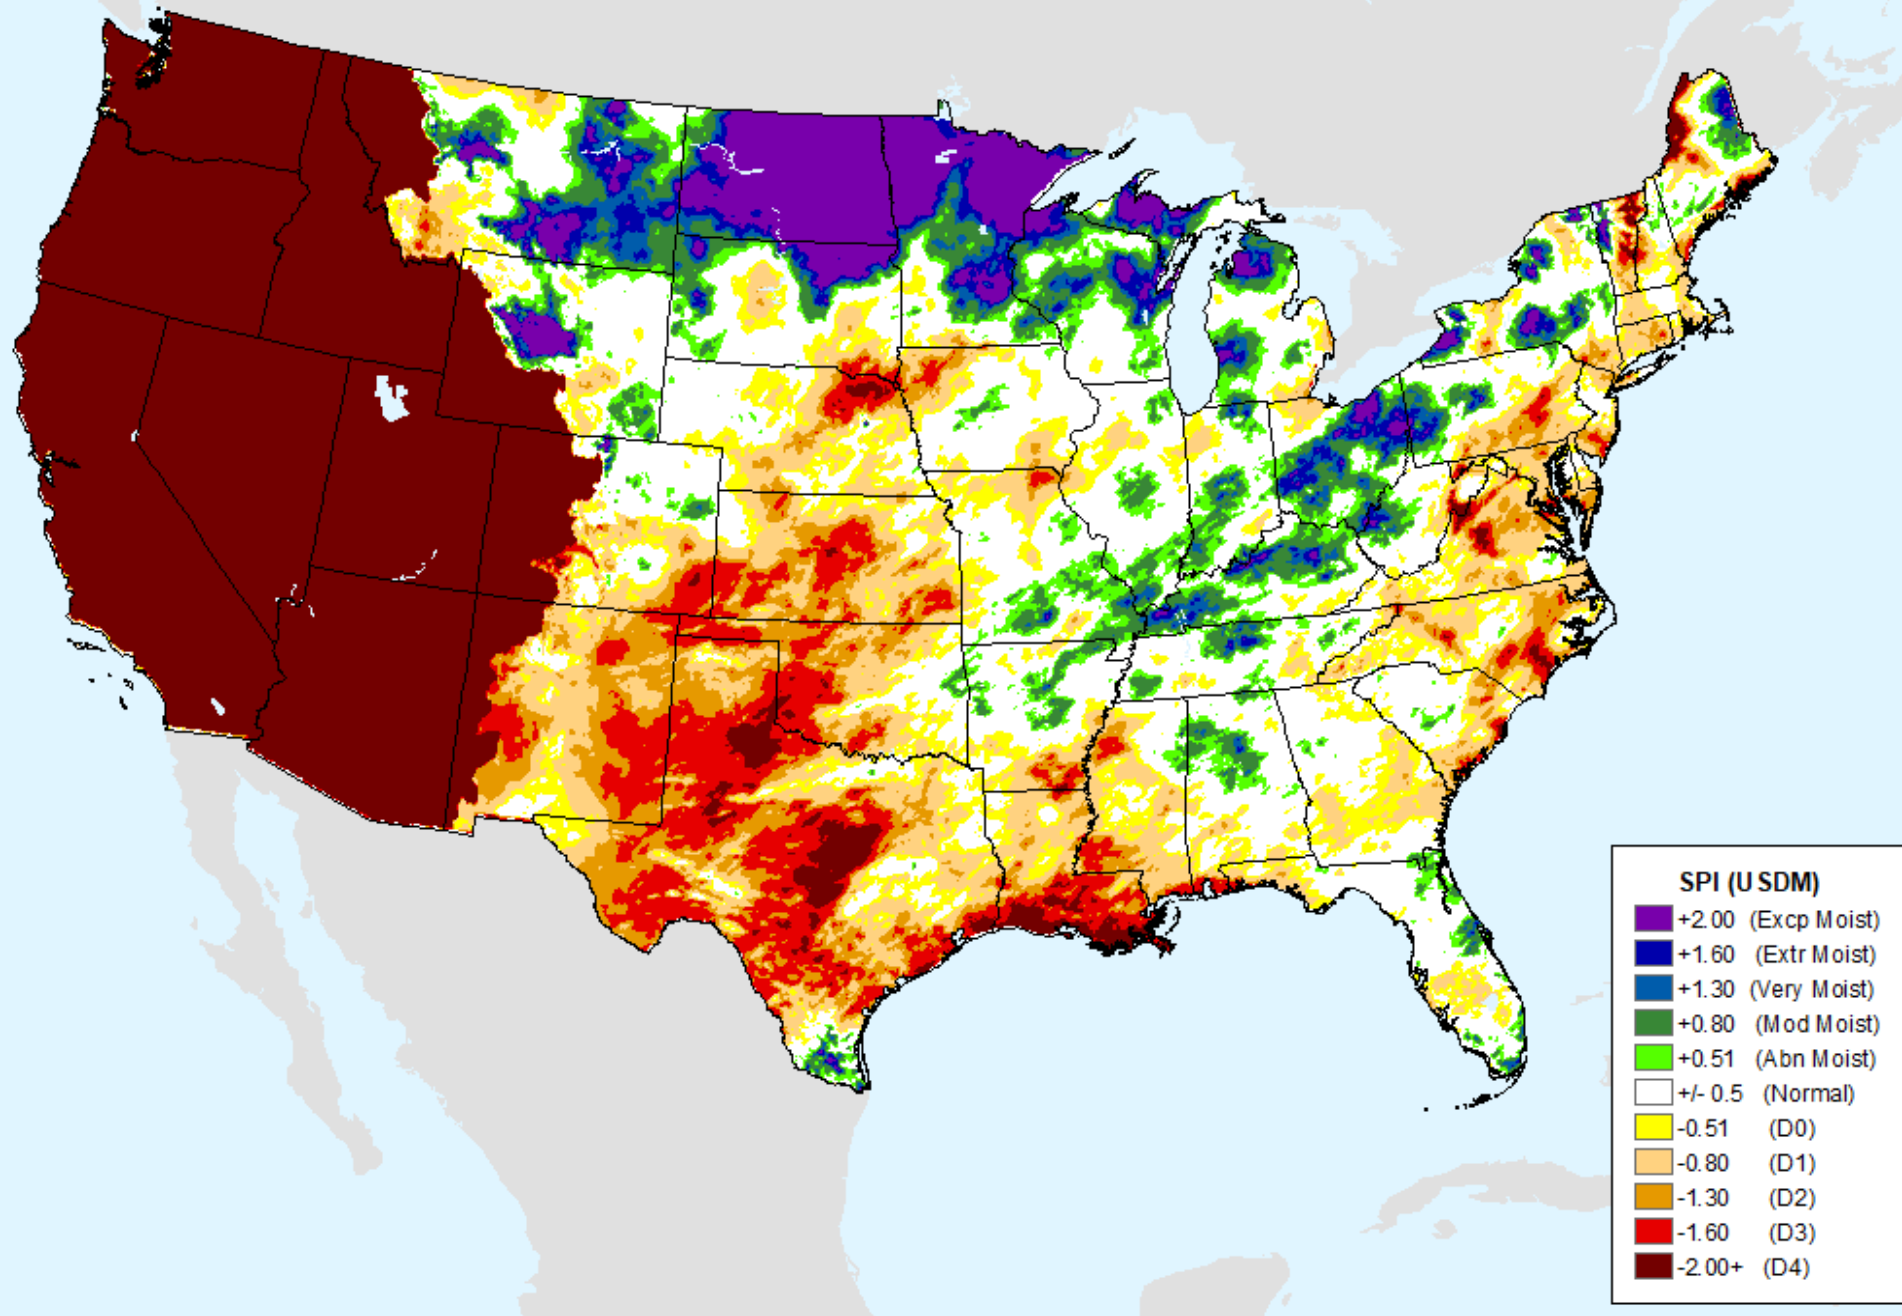 SPI (USDM)
+2.00 (Excp Moist)
+1.60 (Extr Moist)
+1.30 (Very Moist)
+0.80 (Mod Moist)
+0.51 (Abn Moist)
+/- 0.5 (Normal)
-0.51 (D0)
-0.80 (D1)
-1.30 (D2)
-1.60 (D3)
-2.00+ (D4)